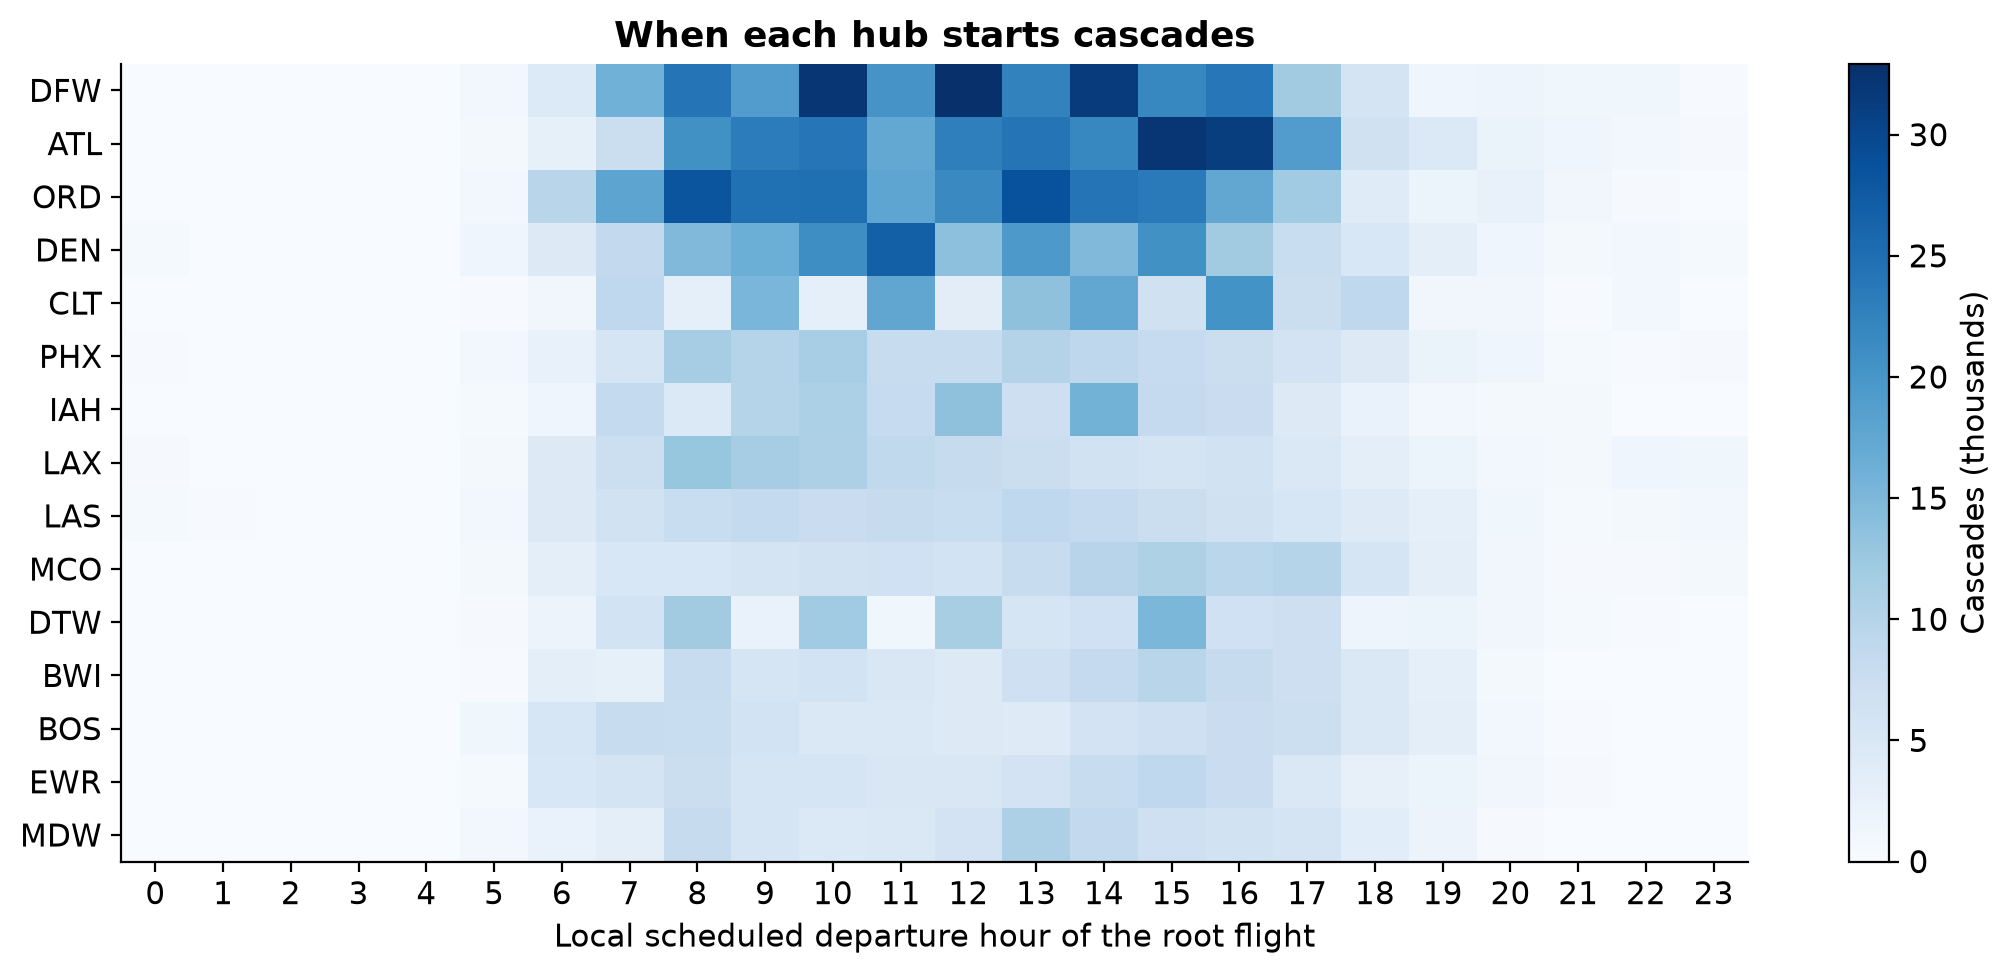 When each hub starts cascades
DFW
ATL
ORD
DEN
CLT
PHX
IAH
LAX
LAS
MCO
DTW
BWI
BOS
EWR
MDW
0 1 2 3 4 5 6 7 8 9 10 11 12 13 14 15 16 17 18 19 20 21 22 23
Local scheduled departure hour of the root flight
30
25
20
15
10
5
0
Cascades (thousands)